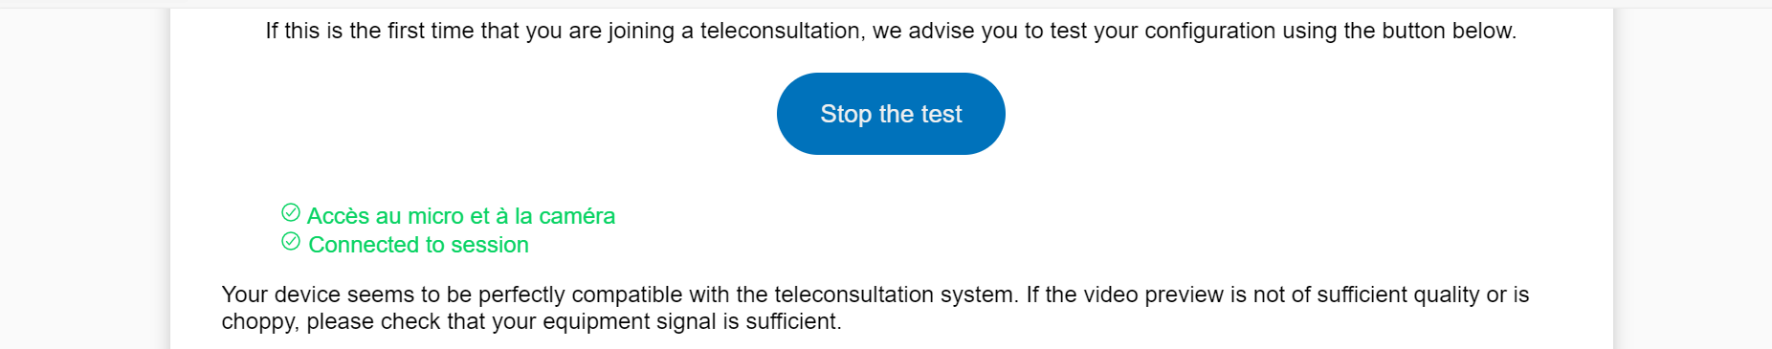 If this is the first time that you are joining a teleconsultation, we advise you to test your configuration using the button below.
Stop the test
Accès au micro et à la caméra
Connected to session
Your device seems to be perfectly compatible with the teleconsultation system. If the video preview is not of sufficient quality or is
choppy, please check that your equipment signal is sufficient.